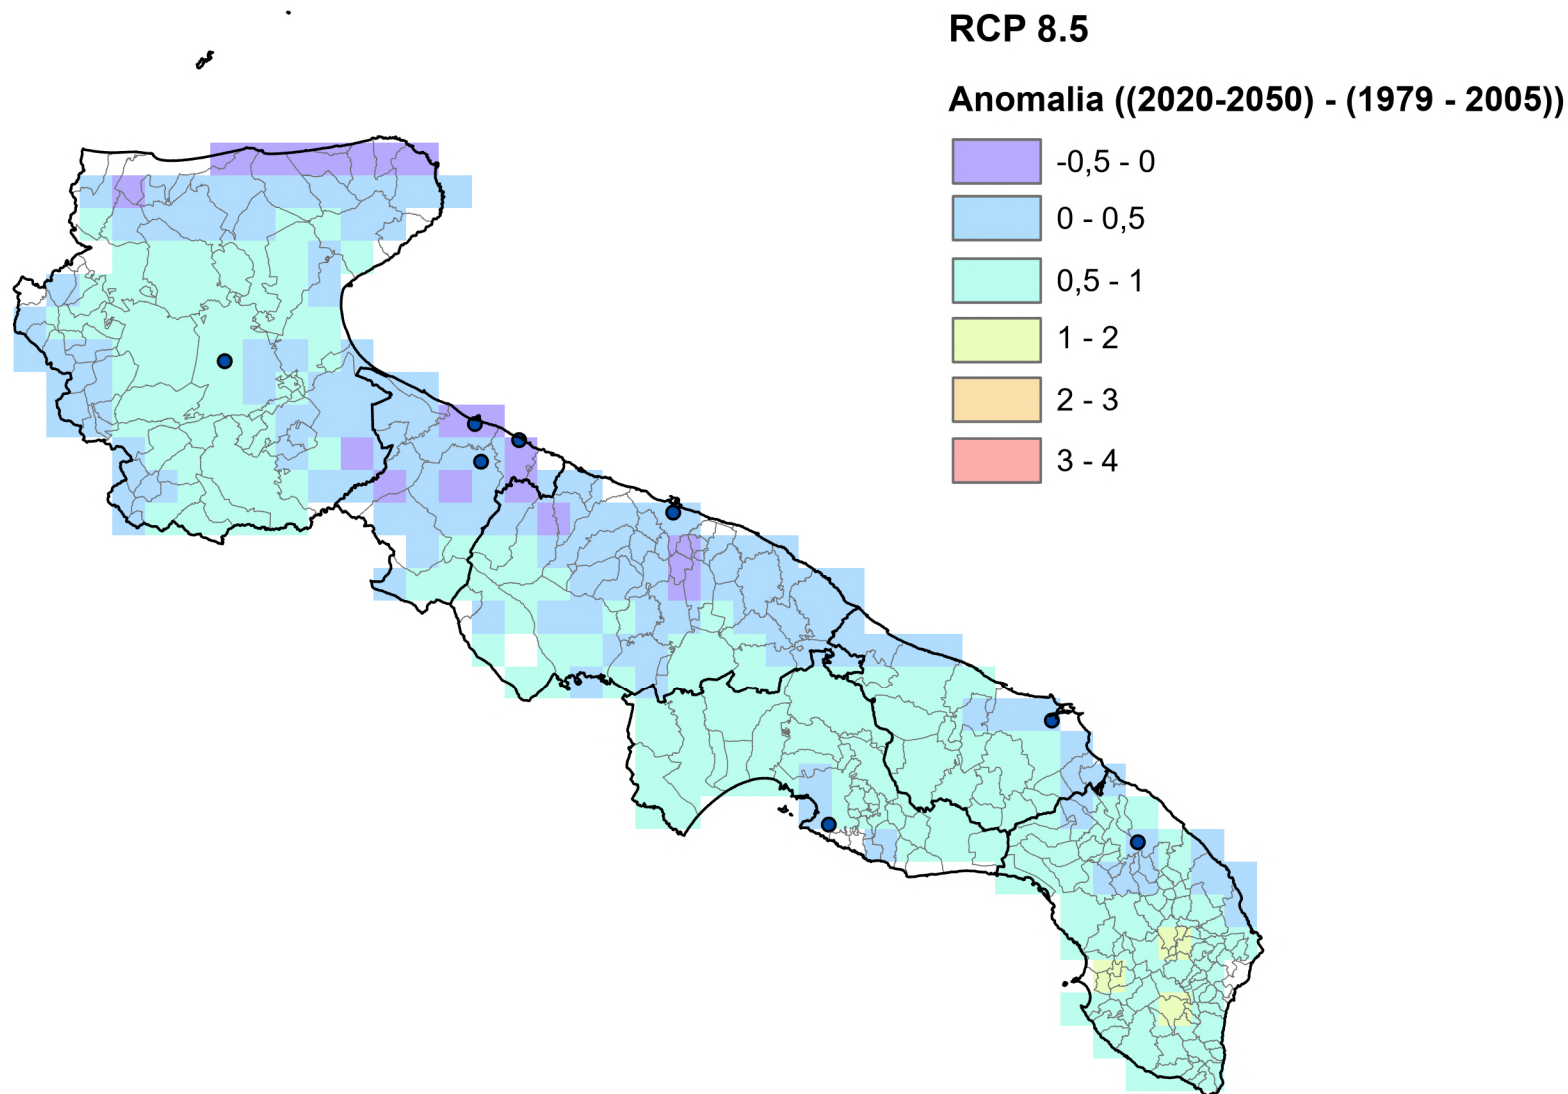 RCP 8.5
Anomalia ((2020-2050) - (1979 - 2005))
-0,5 - 0
0 - 0,5
0,5 - 1
1 - 2
2 - 3
3 - 4